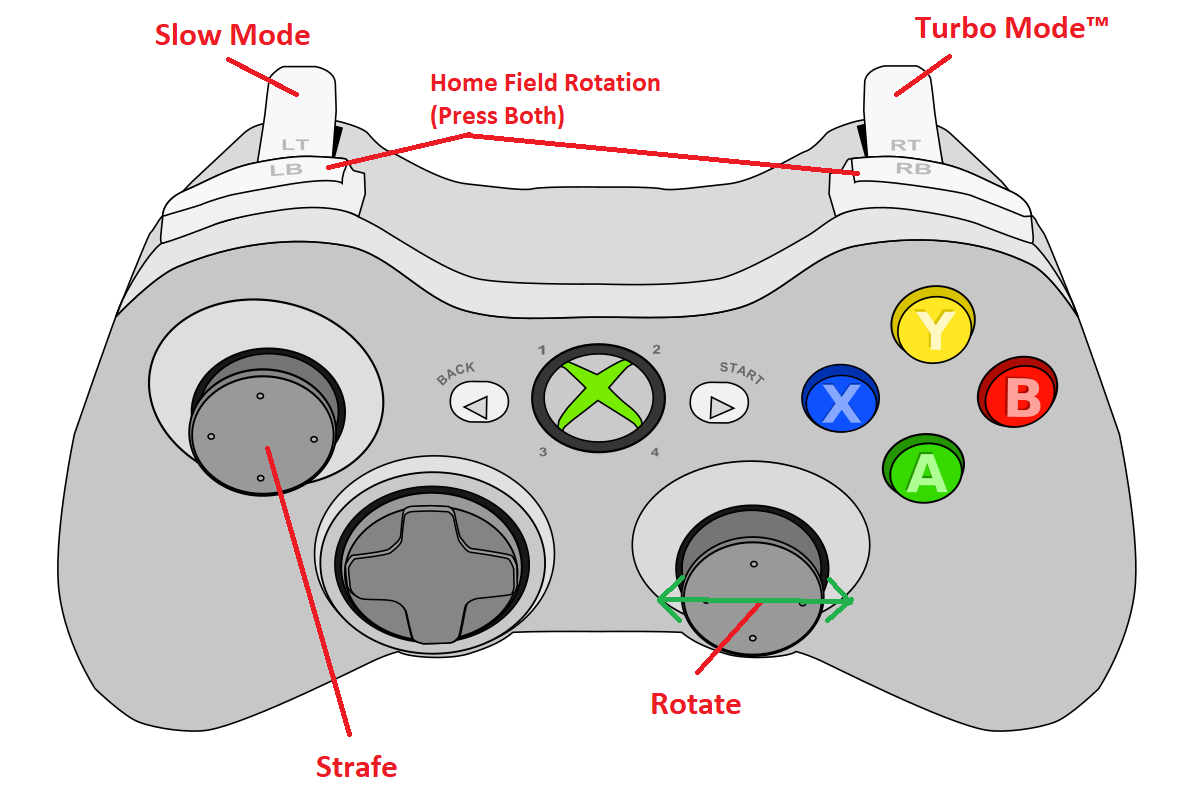 Slow Mode
Turbo Mode™
Home Field Rotation
(Press Both)
LT
RT
LB
RB
Y
1
2
BACK
START
X
B
3
4
A
Rotate
Strafe